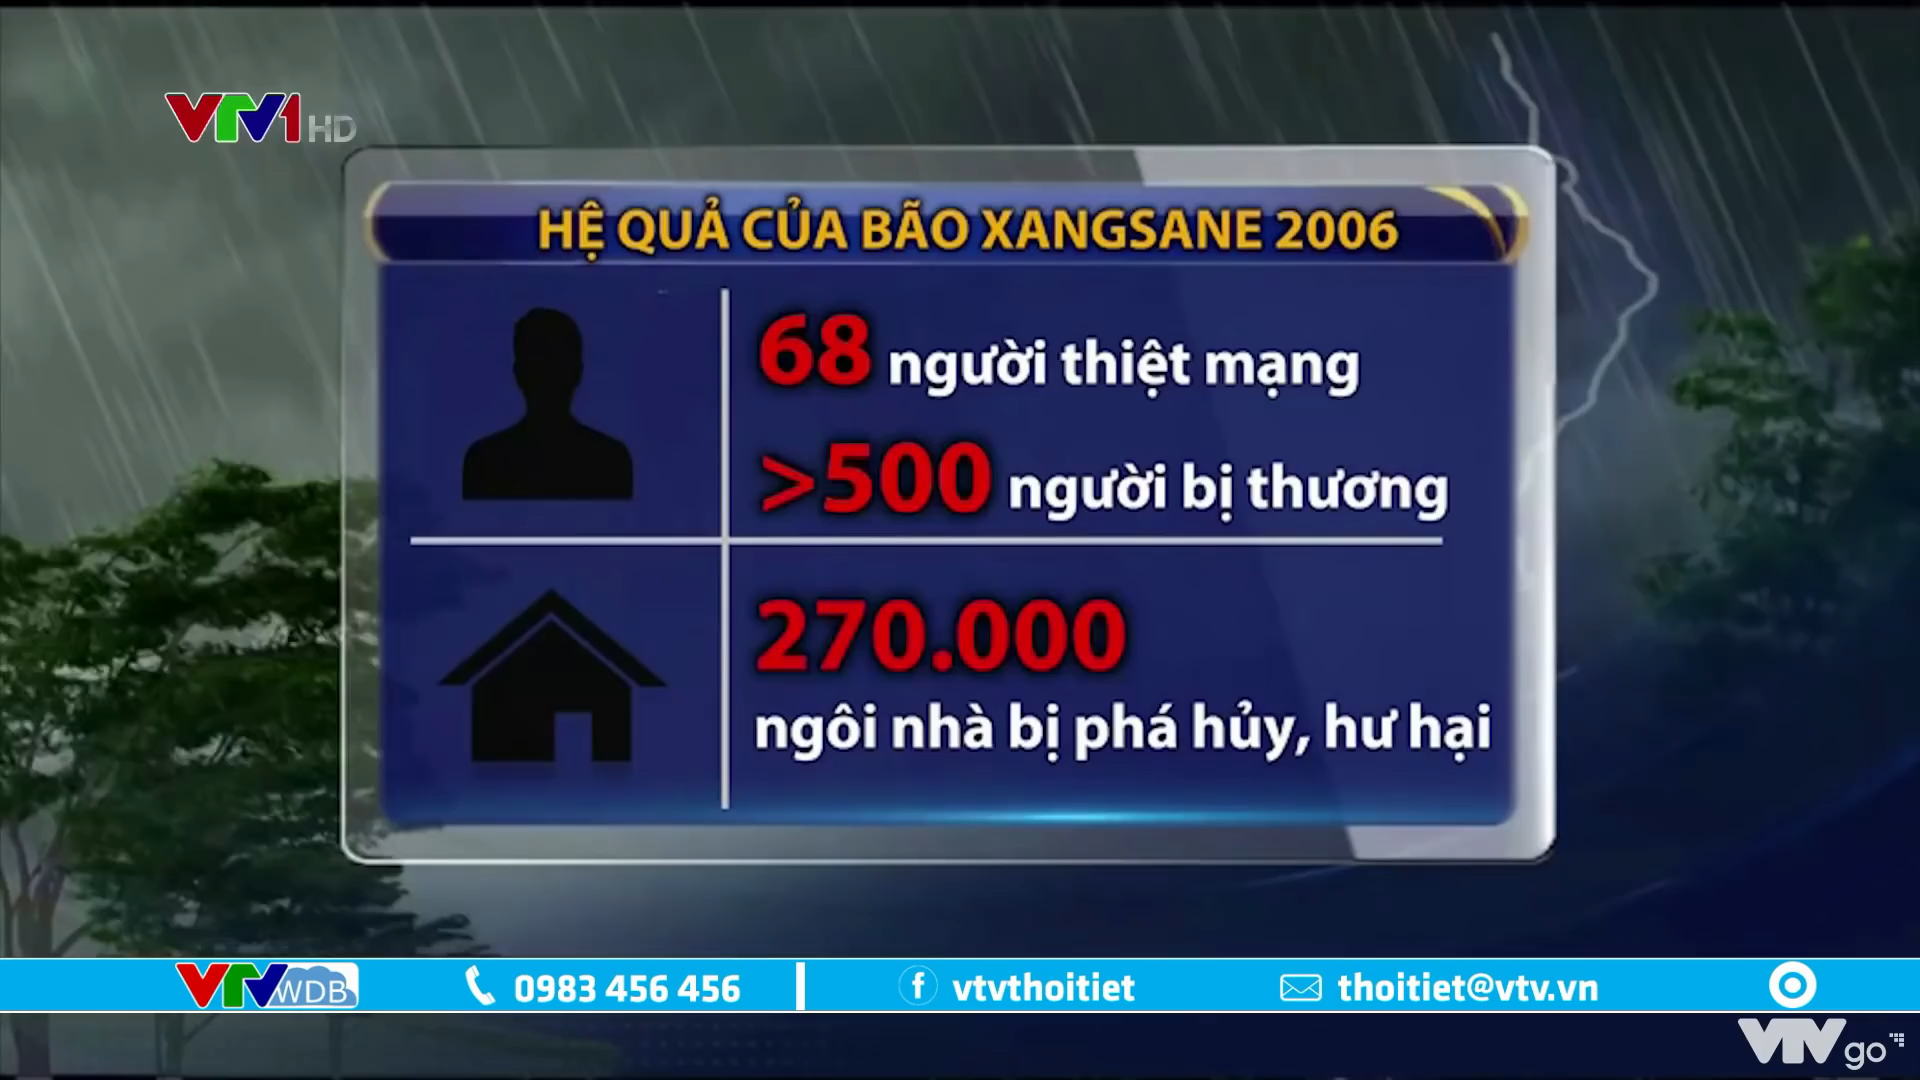 VTV1 HD
HỆ QUẢ CỦA BÃO XANGSANE 2006
68 người thiệt mạng
>500 người bị thương
270.000
ngôi nhà bị phá hủy, hư hại
VTV WDB 0983 456 456 f vtvthoitiet thoitiet@vtv.vn
VTV go